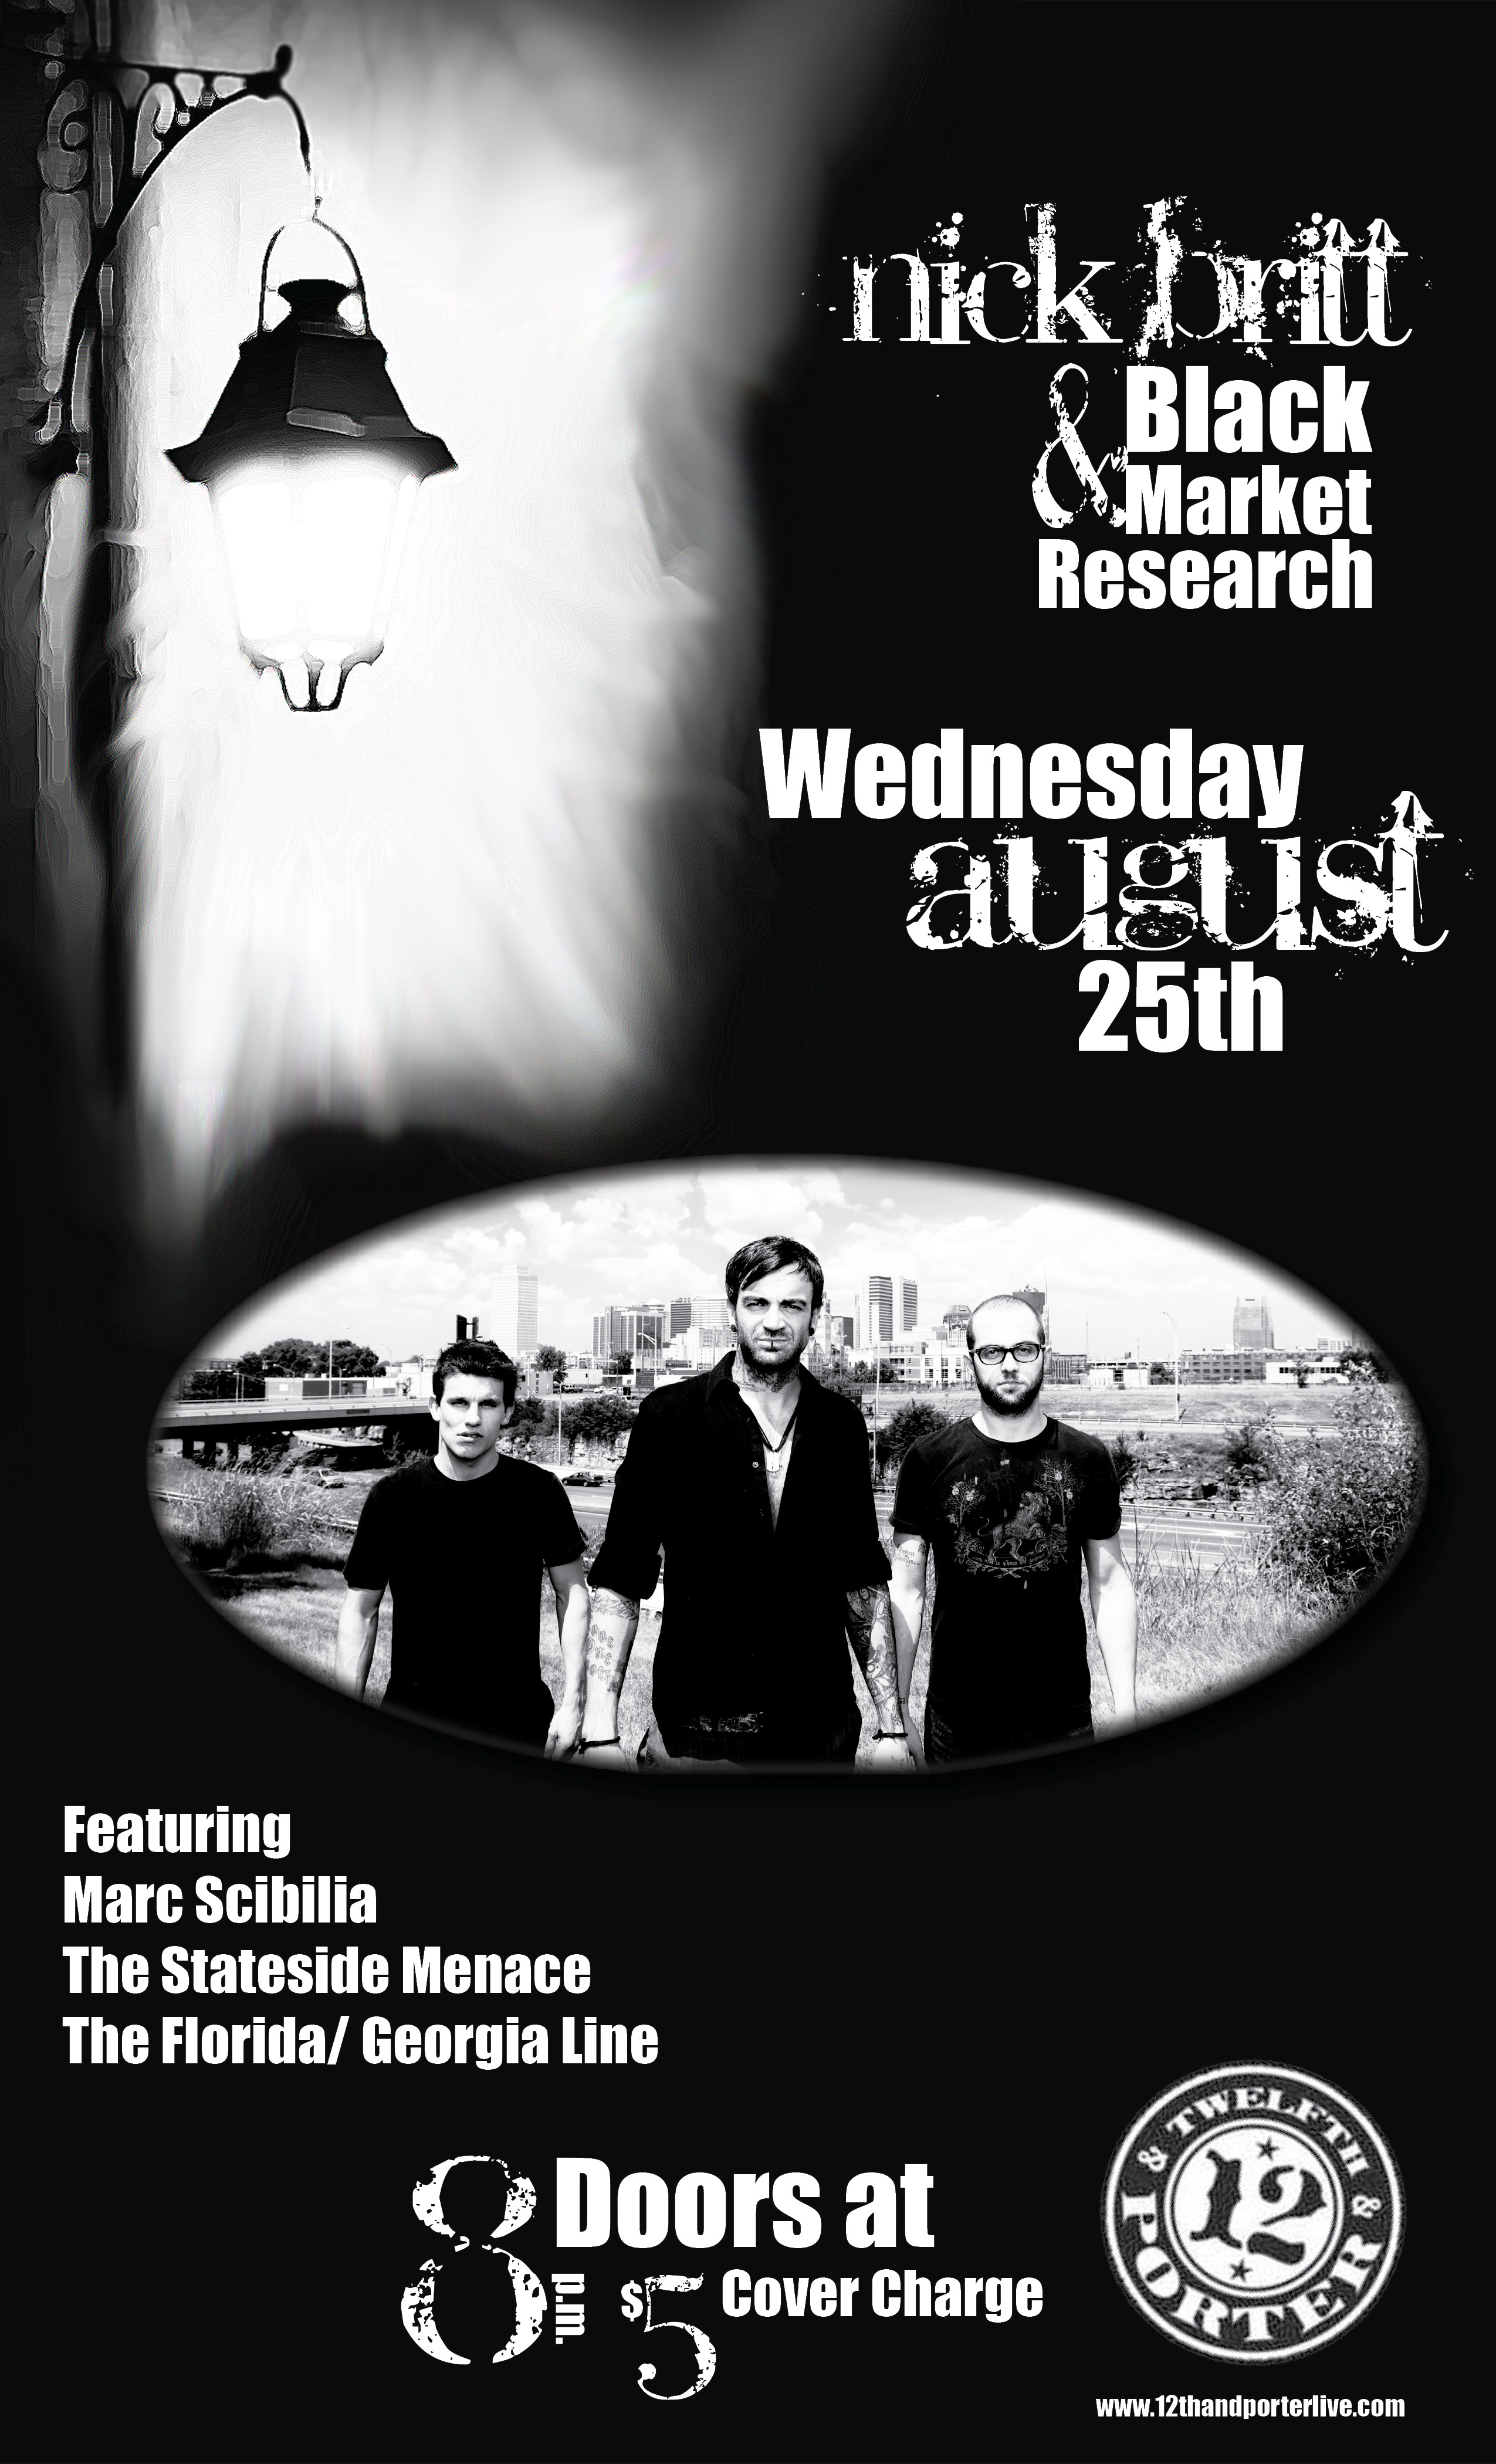 nick britt
& Black
Market
Research
Wednesday
august
25th
Featuring
Marc Scibilia
The Stateside Menace
The Florida/ Georgia Line
8 p.m.
Doors at
$5 Cover Charge
& TWELFTH &
12
PORTER
www.12thandporterlive.com